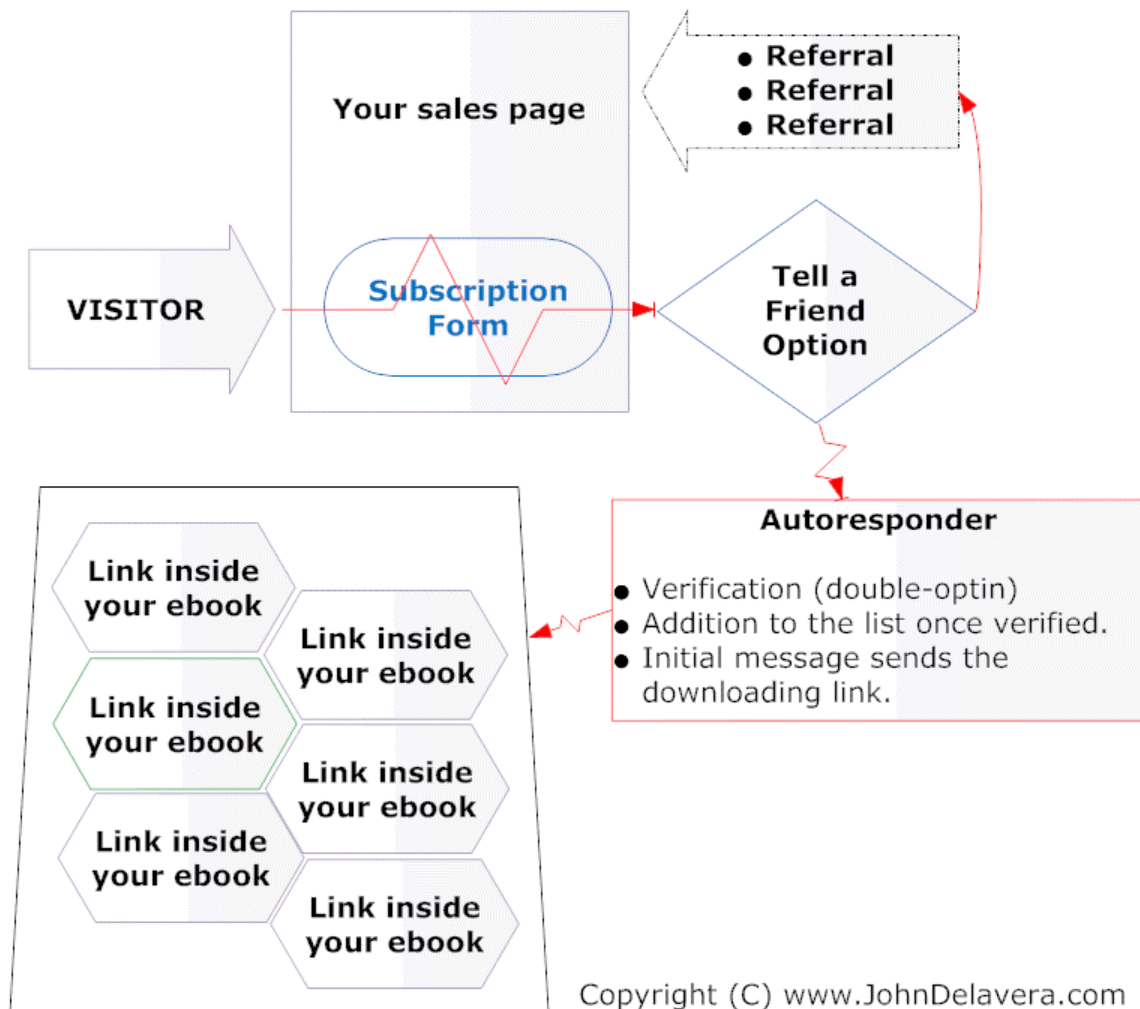 Your sales page
● Referral
● Referral
● Referral
VISITOR
Subscription
Form
Tell a
Friend
Option
Autoresponder
● Verification (double-optin)
● Addition to the list once verified.
● Initial message sends the
downloading link.
Link inside
your ebook
Link inside
your ebook
Link inside
your ebook
Link inside
your ebook
Link inside
your ebook
Link inside
your ebook
Copyright (C) www.JohnDelavera.com